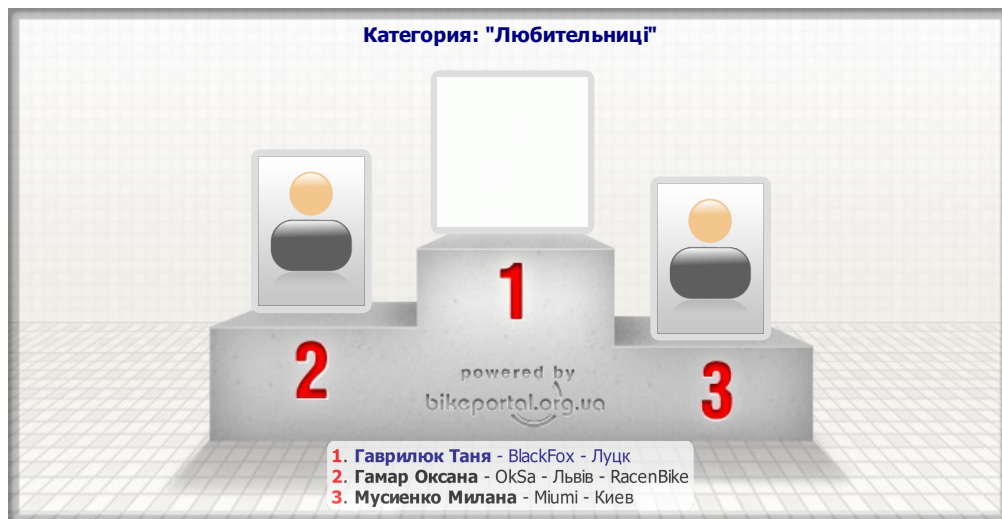 Категория: "Любительниці"
1
2
3
powered by
bikeportal.org.ua
1. Гаврилюк Таня - BlackFox - Луцк
2. Гамар Оксана - OkSa - Львів - RacenBike
3. Мусиенко Милана - Miumi - Киев